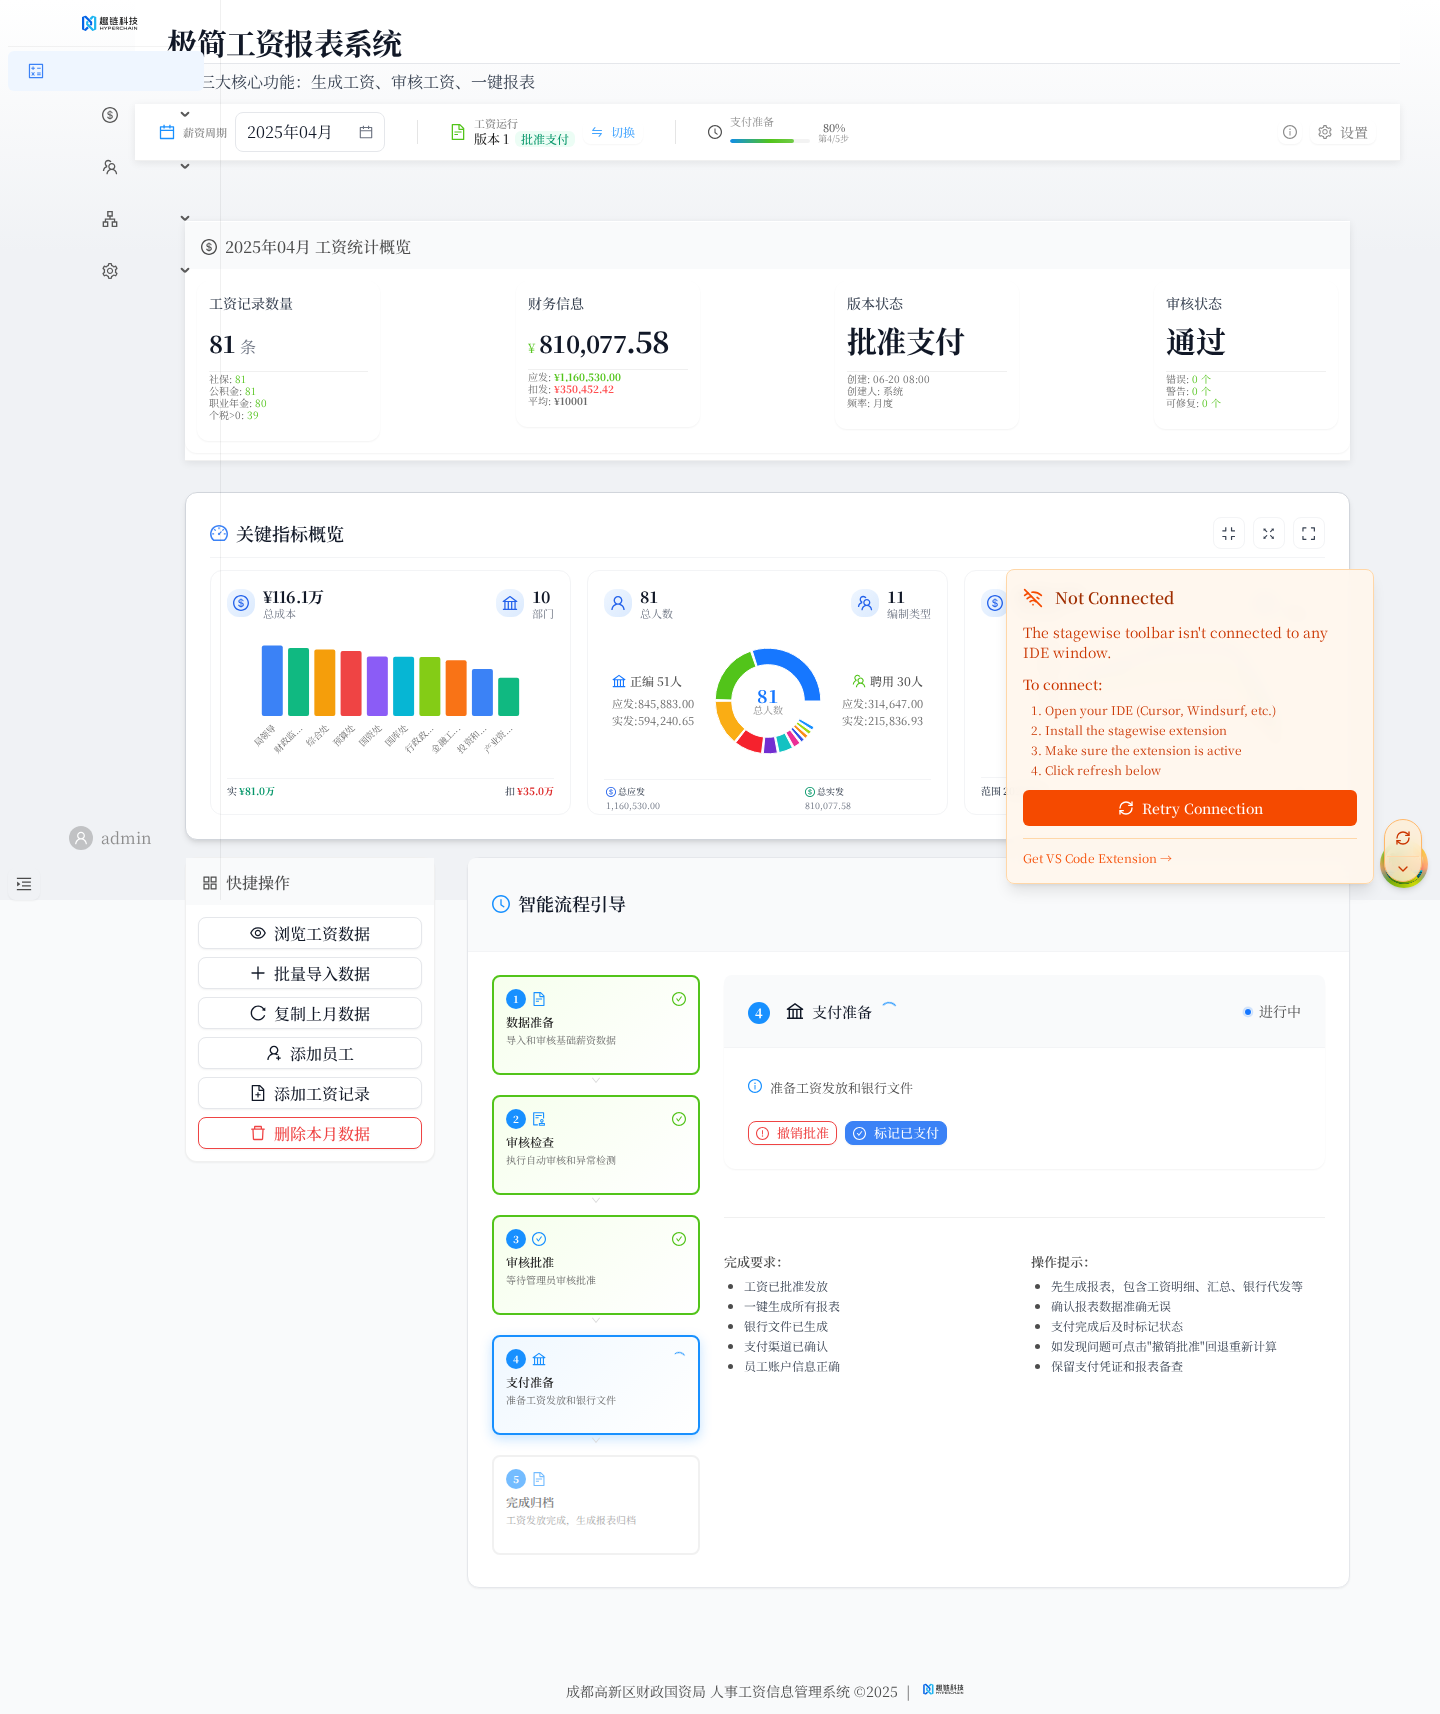 趣链科技
HYPERCHAIN
极简工资报表系统
三大核心功能：生成工资、审核工资、一键报表
薪资周期
2025年04月
工资运行
版本 1 批准支付
切换
支付准备
80%
第4/5步
设置
2025年04月 工资统计概览
工资记录数量
81 条
社保: 81
公积金: 81
职业年金: 80
个税>0: 39
财务信息
¥ 810,077.58
应发: ¥1,160,530.00
扣发: ¥350,452.42
平均: ¥10001
版本状态
批准支付
创建: 06-20 08:00
创建人: 系统
频率: 月度
审核状态
通过
错误: 0 个
警告: 0 个
可修复: 0 个
关键指标概览
¥116.1万
总成本
10
部门
局领导
财政监...
综合处
预算处
国资处
国库处
行政政...
金融工...
投资和...
产业资...
实 ¥81.0万
扣 ¥35.0万
81
总人数
11
编制类型
正编 51人
应发:845,883.00
实发:594,240.65
81
总人数
聘用 30人
应发:314,647.00
实发:215,836.93
总应发
1,160,530.00
总实发
810,077.58
范围
Not Connected
The stagewise toolbar isn't connected to any
IDE window.
To connect:
1. Open your IDE (Cursor, Windsurf, etc.)
2. Install the stagewise extension
3. Make sure the extension is active
4. Click refresh below
Retry Connection
Get VS Code Extension →
admin
快捷操作
浏览工资数据
批量导入数据
复制上月数据
添加员工
添加工资记录
删除本月数据
智能流程引导
1
数据准备
导入和审核基础薪资数据
2
审核检查
执行自动审核和异常检测
3
审核批准
等待管理员审核批准
4
支付准备
准备工资发放和银行文件
5
完成归档
工资发放完成，生成报表归档
4 支付准备
进行中
准备工资发放和银行文件
撤销批准
标记已支付
完成要求：
工资已批准发放
一键生成所有报表
银行文件已生成
支付渠道已确认
员工账户信息正确
操作提示：
先生成报表，包含工资明细、汇总、银行代发等
确认报表数据准确无误
支付完成后及时标记状态
如发现问题可点击"撤销批准"回退重新计算
保留支付凭证和报表备查
成都高新区财政国资局 人事工资信息管理系统 ©2025 |
趣链科技
HYPERCHAIN